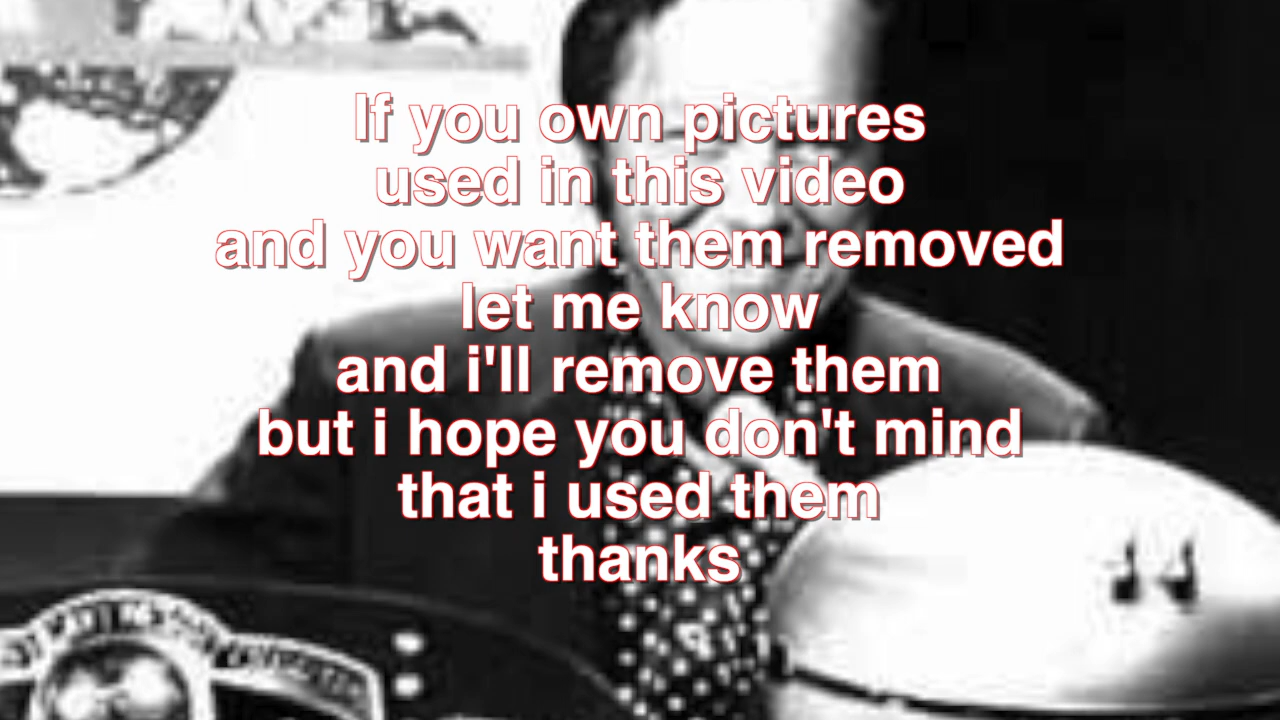 If you own pictures
used in this video
and you want them removed
let me know
and i'll remove them
but i hope you don't mind
that i used them
thanks